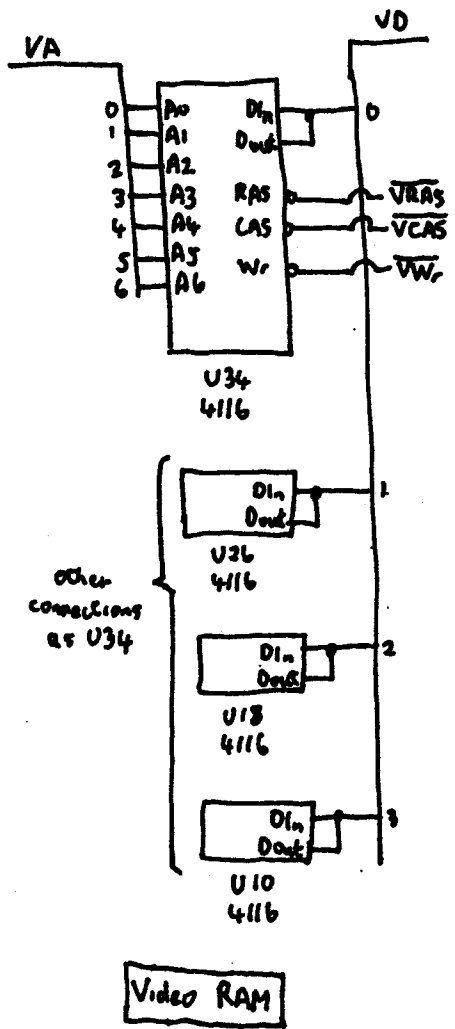 VA
VD
0 A0 DIn 0
1 A1 Dout
2 A2
3 A3 RAS VRAS
4 A4 CAS VCAS
5 A5
6 A6 Wr VWr
U34
4116
DIn 1
Dout
U26
4116
other
connections
as U34
DIn 2
Dout
U18
4116
DIn 3
Dout
U10
4116
Video RAM